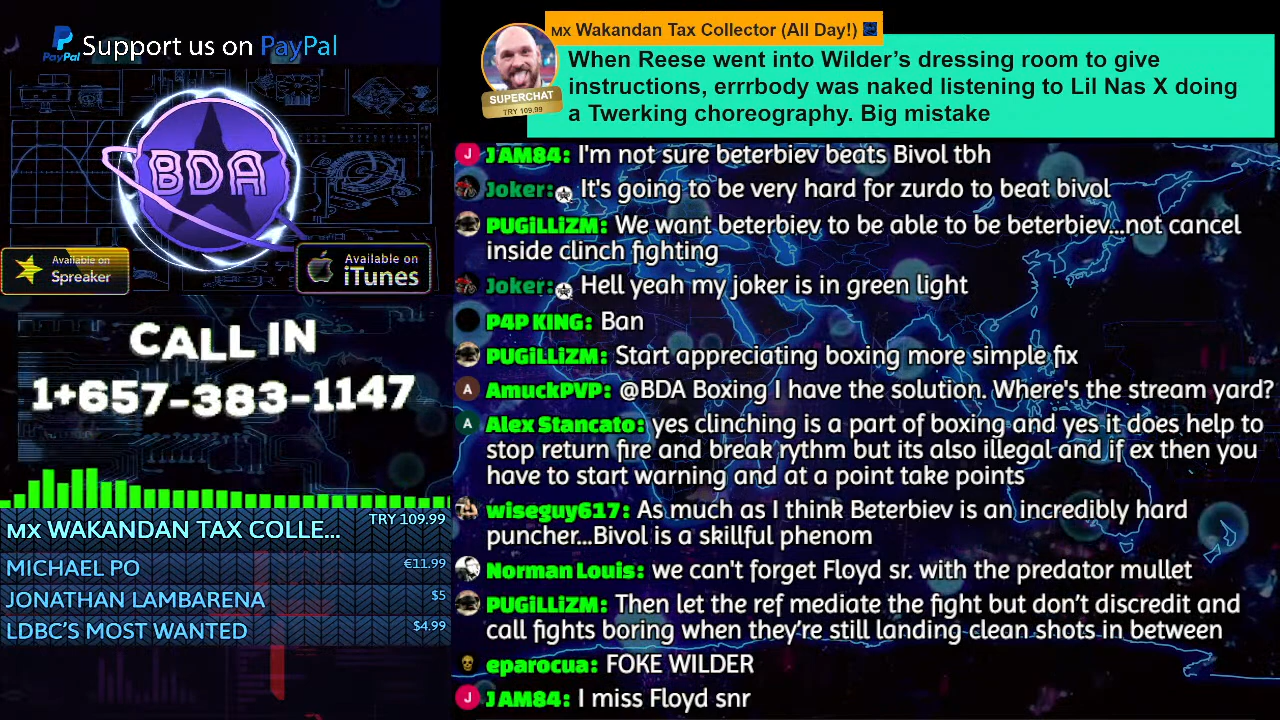 PayPal
Support us on PayPal
BDA
Available on
Spreaker
Available on
iTunes
CALL IN
1+657-383-1147
MX WAKANDAN TAX COLLE... TRY 109.99
MICHAEL PO €11.99
JONATHAN LAMBARENA $5
LDBC'S MOST WANTED $4.99
MX Wakandan Tax Collector (All Day!)
SUPERCHAT
TRY 109.99
When Reese went into Wilder's dressing room to give
instructions, errrbody was naked listening to Lil Nas X doing
a Twerking choreography. Big mistake
J JAM84: I'm not sure beterbiev beats Bivol tbh
Joker: It's going to be very hard for zurdo to beat bivol
PUGiLLiZM: We want beterbiev to be able to be beterbiev...not cancel
inside clinch fighting
Joker: Hell yeah my joker is in green light
P4P KING: Ban
PUGiLLiZM: Start appreciating boxing more simple fix
A AmuckPVP: @BDA Boxing I have the solution. Where's the stream yard?
A Alex Stancato: yes clinching is a part of boxing and yes it does help to
stop return fire and break rythm but its also illegal and if ex then you
have to start warning and at a point take points
wiseguy617: As much as I think Beterbiev is an incredibly hard
puncher...Bivol is a skillful phenom
Norman Louis: we can't forget Floyd sr. with the predator mullet
PUGiLLiZM: Then let the ref mediate the fight but don't discredit and
call fights boring when they're still landing clean shots in between
eparocua: FOKE WILDER
J JAM84: I miss Floyd snr